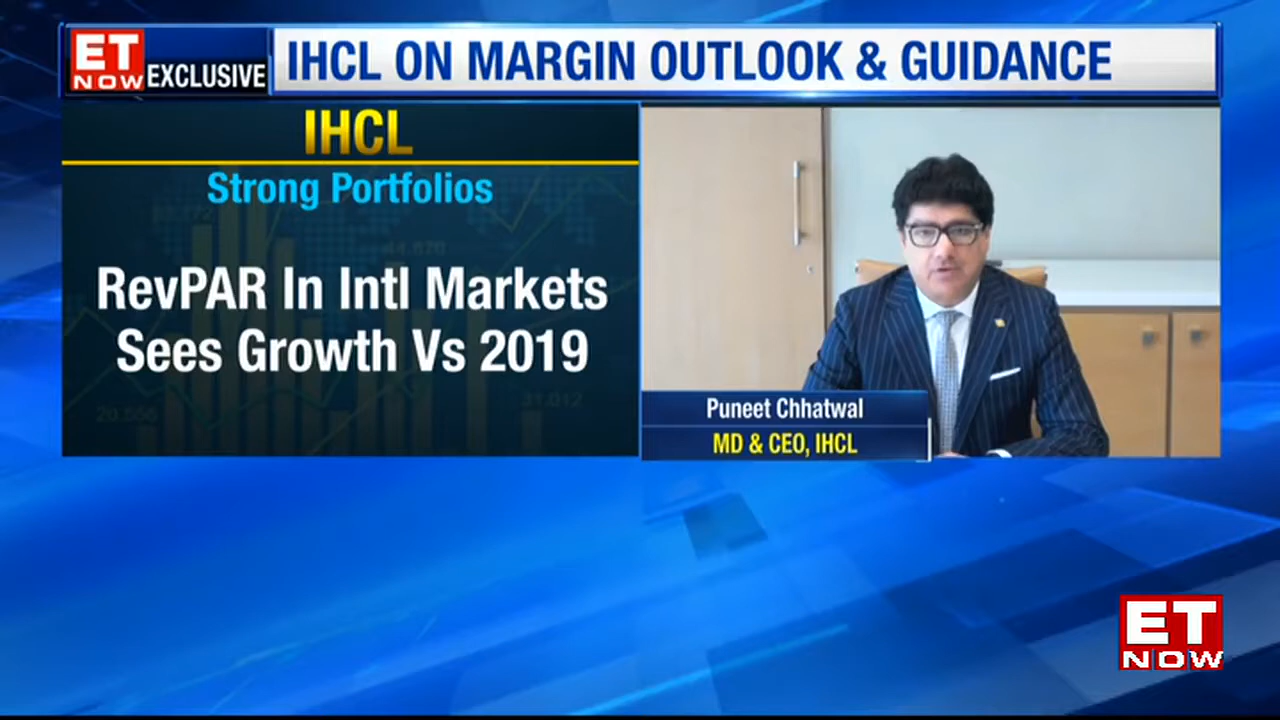 ET
NOW EXCLUSIVE
IHCL ON MARGIN OUTLOOK & GUIDANCE
IHCL
Strong Portfolios
RevPAR In Intl Markets
Sees Growth Vs 2019
Puneet Chhatwal
MD & CEO, IHCL
ET
NOW